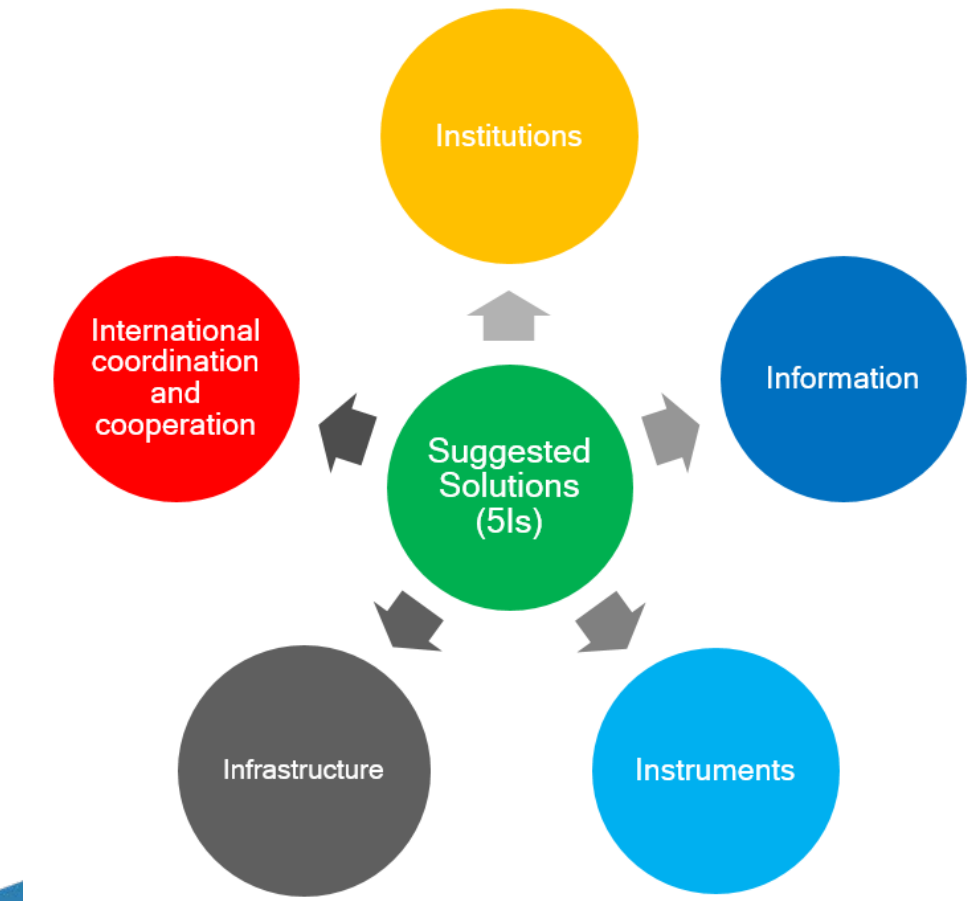 Institutions
International
coordination
and
cooperation
Information
Suggested
Solutions
(5Is)
Infrastructure
Instruments